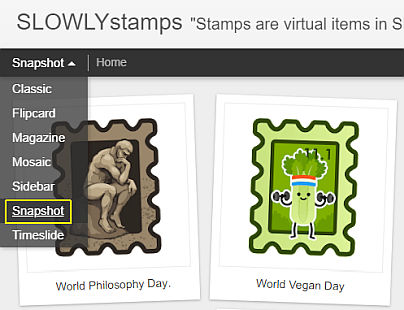 SLOWLYstamps "Stamps are virtual items in S
Snapshot Home
Classic
Flipcard
Magazine
Mosaic
Sidebar
Snapshot
Timeslide
World Philosophy Day.
World Vegan Day